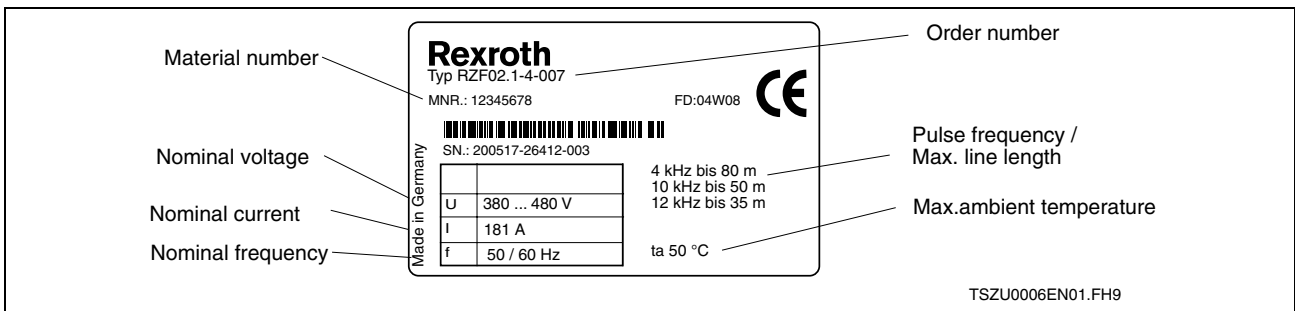 Material number
Nominal voltage
Nominal current
Nominal frequency
Rexroth
Typ RZF02.1-4-007
MNR.: 12345678
FD:04W08
CE
SN.: 200517-26412-003
Made in Germany
U 380 ... 480 V
I 181 A
f 50 / 60 Hz
4 kHz bis 80 m
10 kHz bis 50 m
12 kHz bis 35 m
ta 50 °C
Order number
Pulse frequency /
Max. line length
Max.ambient temperature
TSZU0006EN01.FH9